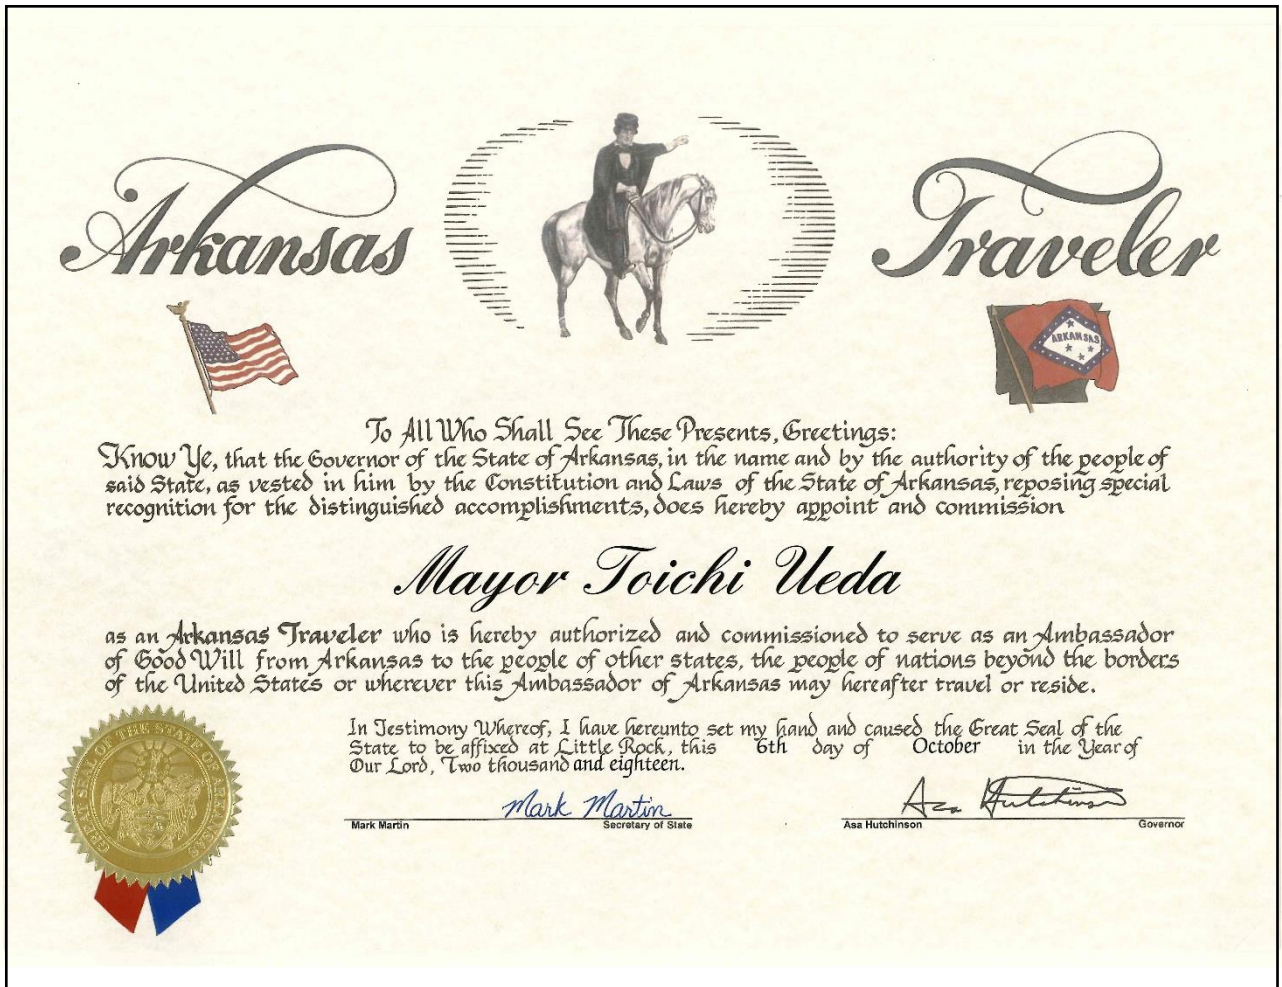 Arkansas Traveler
ARKANSAS
To All Who Shall See These Presents, Greetings:
Know Ye, that the Governor of the State of Arkansas, in the name and by the authority of the people of
said State, as vested in him by the Constitution and Laws of the State of Arkansas, reposing special
recognition for the distinguished accomplishments, does hereby appoint and commission
Mayor Toichi Ueda
as an Arkansas Traveler who is hereby authorized and commissioned to serve as an Ambassador
of Good Will from Arkansas to the people of other states, the people of nations beyond the borders
of the United States or wherever this Ambassador of Arkansas may hereafter travel or reside.
In Testimony Whereof, I have hereunto set my hand and caused the Great Seal of the
State to be affixed at Little Rock, this 6th day of October in the Year of
Our Lord, Two thousand and eighteen.
GREAT SEAL OF THE STATE OF ARKANSAS
Mark Martin Asa Hutchinson
Mark Martin Secretary of State Asa Hutchinson Governor